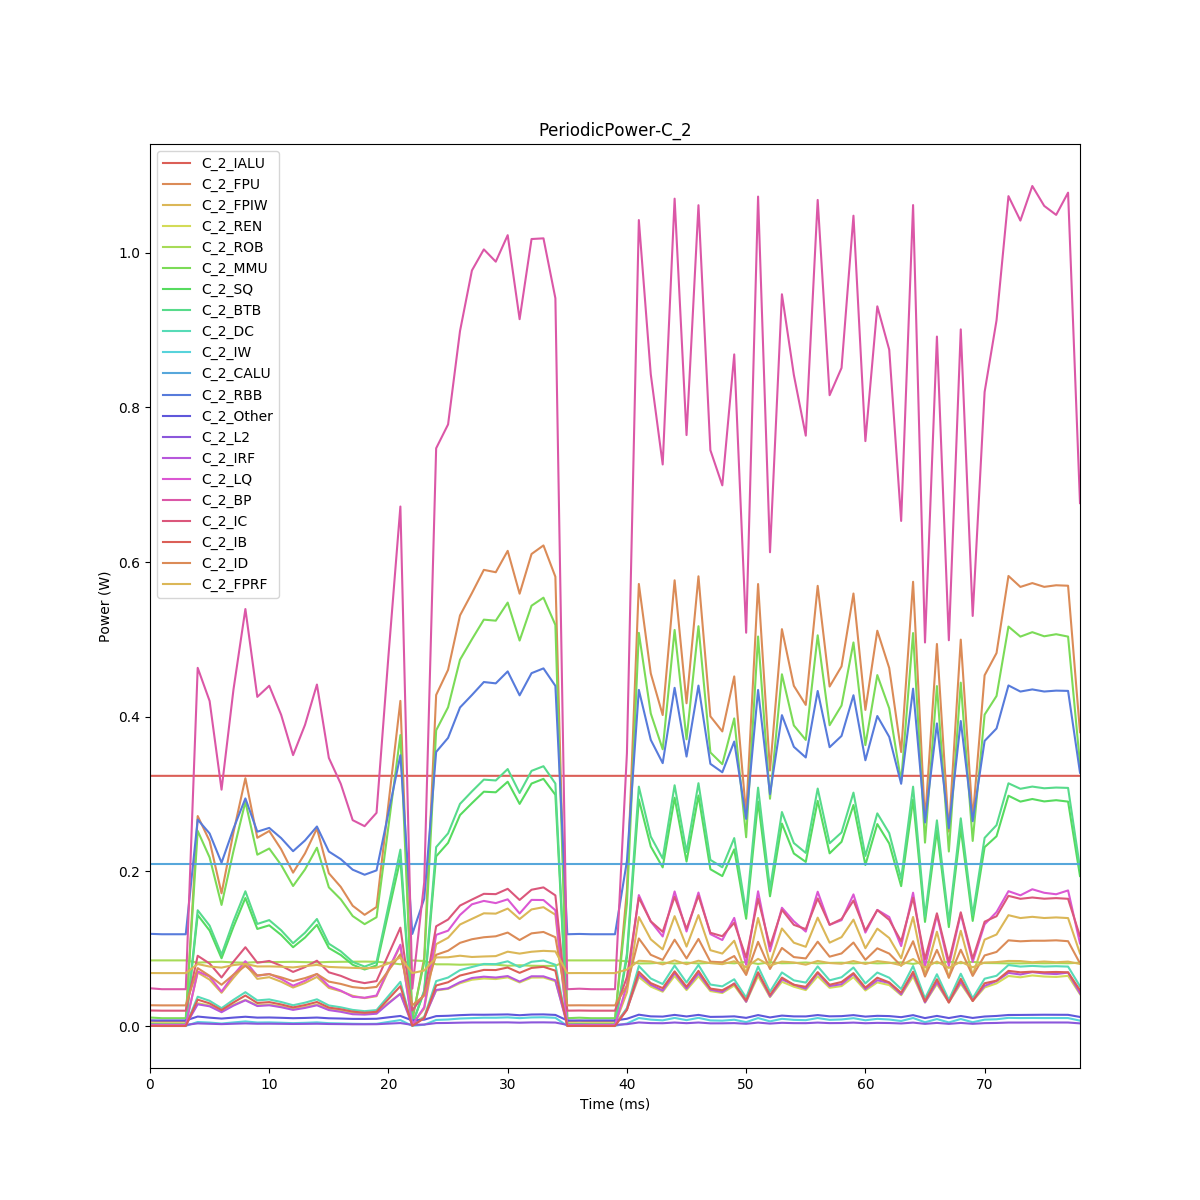 PeriodicPower-C_2
C_2_IALU
C_2_FPU
C_2_FPIW
C_2_REN
C_2_ROB
C_2_MMU
C_2_SQ
C_2_BTB
C_2_DC
C_2_IW
C_2_CALU
C_2_RBB
C_2_Other
C_2_L2
C_2_IRF
C_2_LQ
C_2_BP
C_2_IC
C_2_IB
C_2_ID
C_2_FPRF
Power (W)
1.0
0.8
0.6
0.4
0.2
0.0
0 10 20 30 40 50 60 70
Time (ms)